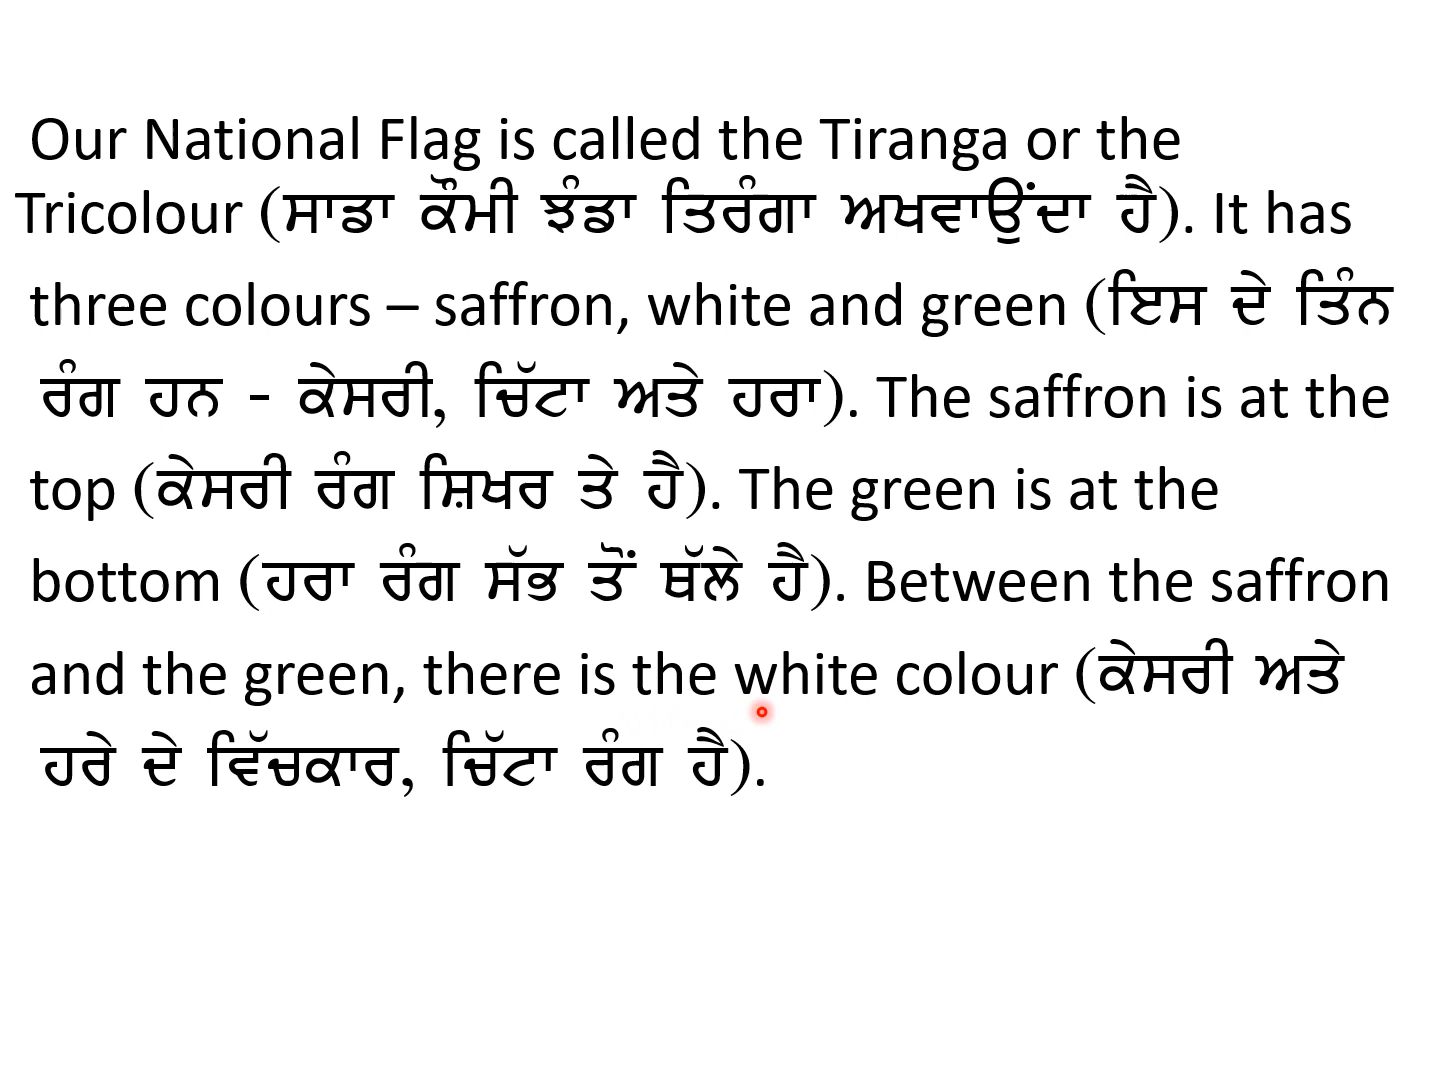 Our National Flag is called the Tiranga or the
Tricolour (ਸਾਡਾ ਕੌਮੀ ਝੰਡਾ ਤਿਰੰਗਾ ਅਖਵਾਉਂਦਾ ਹੈ). It has
three colours – saffron, white and green (ਇਸ ਦੇ ਤਿੰਨ
ਰੰਗ ਹਨ - ਕੇਸਰੀ, ਚਿੱਟਾ ਅਤੇ ਹਰਾ). The saffron is at the
top (ਕੇਸਰੀ ਰੰਗ ਸ਼ਿਖਰ ਤੇ ਹੈ). The green is at the
bottom (ਹਰਾ ਰੰਗ ਸੱਭ ਤੋਂ ਥੱਲੇ ਹੈ). Between the saffron
and the green, there is the white colour (ਕੇਸਰੀ ਅਤੇ
ਹਰੇ ਦੇ ਵਿੱਚਕਾਰ, ਚਿੱਟਾ ਰੰਗ ਹੈ).